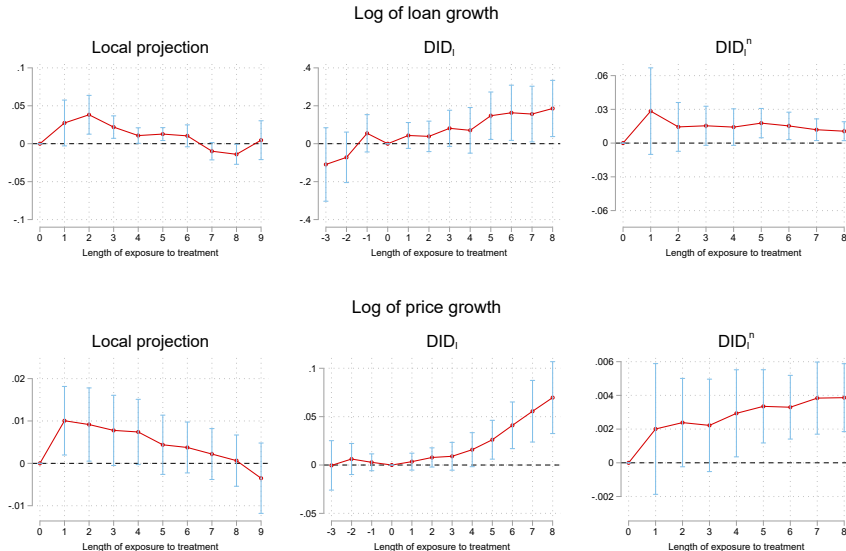 Log of loan growth
Local projection
DIDₗ
DIDₗⁿ
.1
.05
0
-.05
-.1
.4
.2
0
.2
.4
.06
.03
0
.03
.06
0 1 2 3 4 5 6 7 8 9
-3 -2 -1 0 1 2 3 4 5 6 7 8
0 1 2 3 4 5 6 7 8
Length of exposure to treatment
Length of exposure to treatment
Length of exposure to treatment
Log of price growth
Local projection
DIDₗ
DIDₗⁿ
.02
.01
0
-.01
.1
.05
0
-.05
.006
.004
.002
0
-.002
0 1 2 3 4 5 6 7 8 9
-3 -2 -1 0 1 2 3 4 5 6 7 8
0 1 2 3 4 5 6 7 8
Length of exposure to treatment
Length of exposure to treatment
Length of exposure to treatment